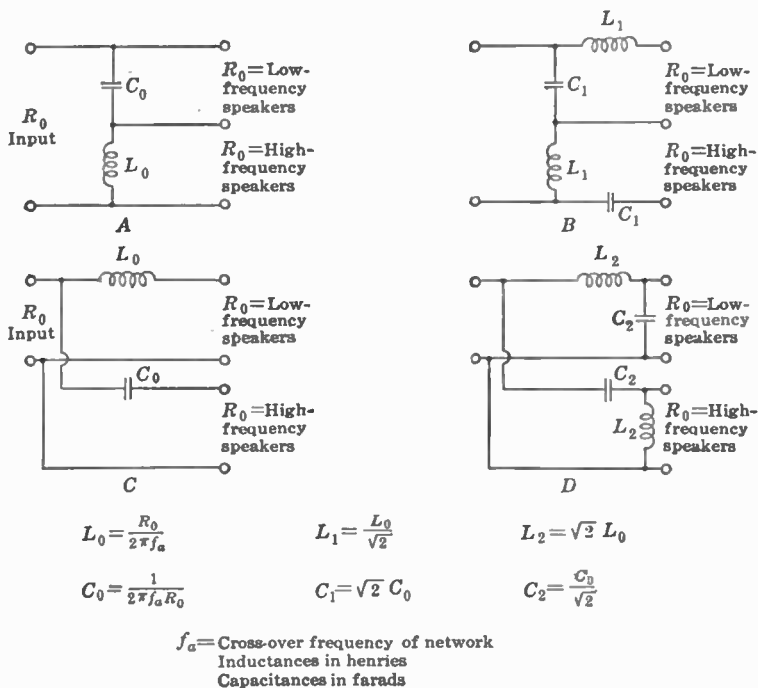 L₁
C₀
R₀=Low-
frequency
speakers
R₀
Input
L₀
R₀=High-
frequency
speakers
A
C₁
R₀=Low-
frequency
speakers
L₁
R₀=High-
frequency
speakers
C₁
B
L₀
R₀
Input
R₀=Low-
frequency
speakers
C₀
R₀=High-
frequency
speakers
C
L₂
C₂
R₀=Low-
frequency
speakers
C₂
L₂
R₀=High-
frequency
speakers
D
L₀=R₀/2πfₐ
L₁=L₀/√2
L₂=√2 L₀
C₀=1/2πfₐR₀
C₁=√2 C₀
C₂=C₀/√2
fₐ=Cross-over frequency of network
Inductances in henries
Capacitances in farads